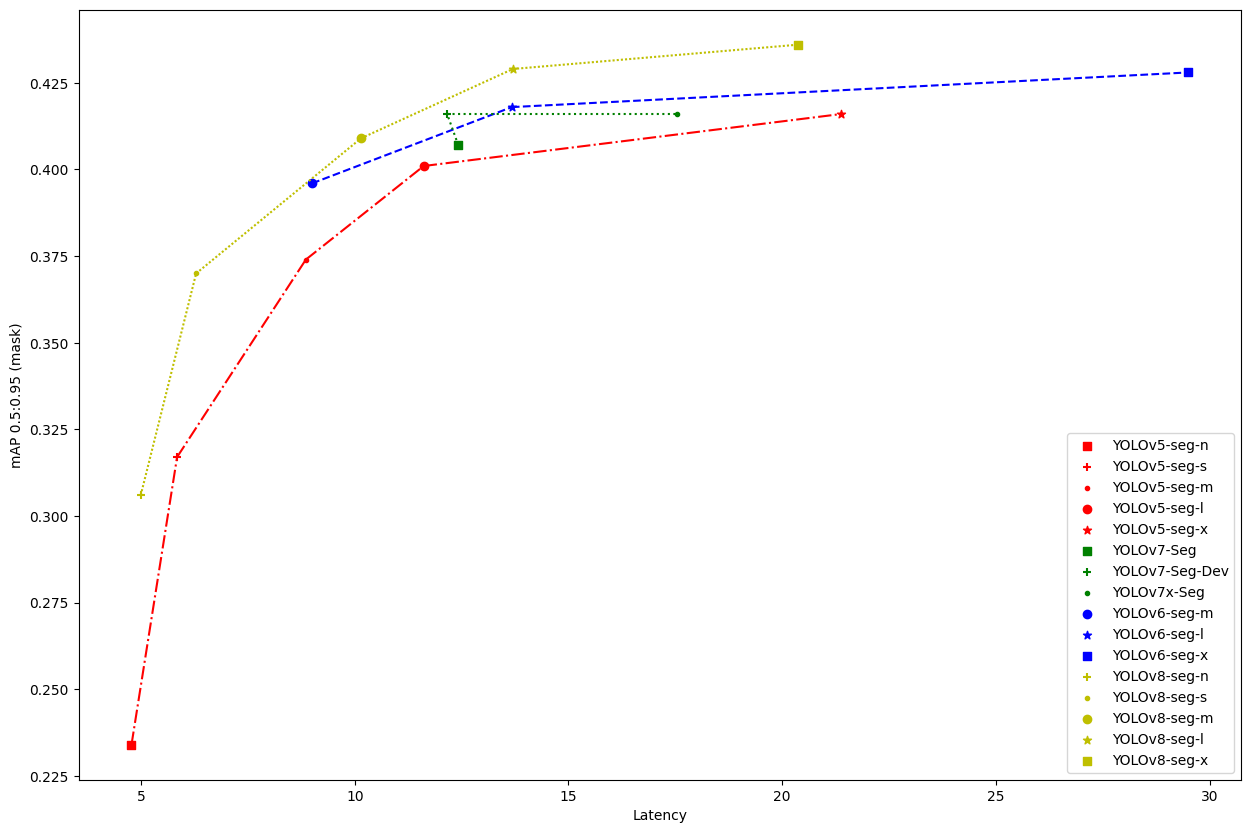 mAP 0.5:0.95 (mask)
0.425
0.400
0.375
0.350
0.325
0.300
0.275
0.250
0.225
5 10 15 20 25 30
Latency
YOLOv5-seg-n
YOLOv5-seg-s
YOLOv5-seg-m
YOLOv5-seg-l
YOLOv5-seg-x
YOLOv7-Seg
YOLOv7-Seg-Dev
YOLOv7x-Seg
YOLOv6-seg-m
YOLOv6-seg-l
YOLOv6-seg-x
YOLOv8-seg-n
YOLOv8-seg-s
YOLOv8-seg-m
YOLOv8-seg-l
YOLOv8-seg-x